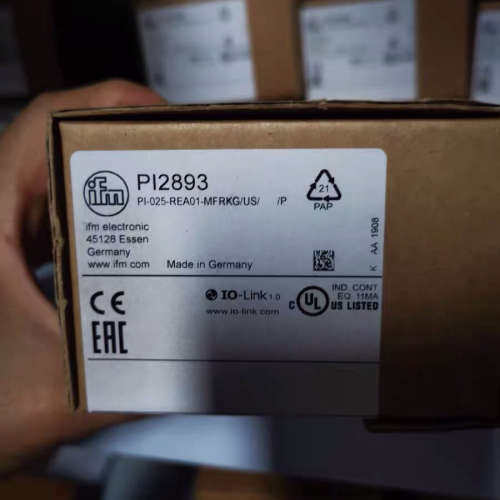 ifm
PI2893
PI-025-REA01-MFRKG/US/ /P
21
PAP
ifm electronic
45128 Essen
Germany
www.ifm.com
Made in Germany
K AA 1908
CE
EAC
IO-Link 1.0
www.io-link.com
C UL US LISTED
IND. CONT
EQ. 11MA